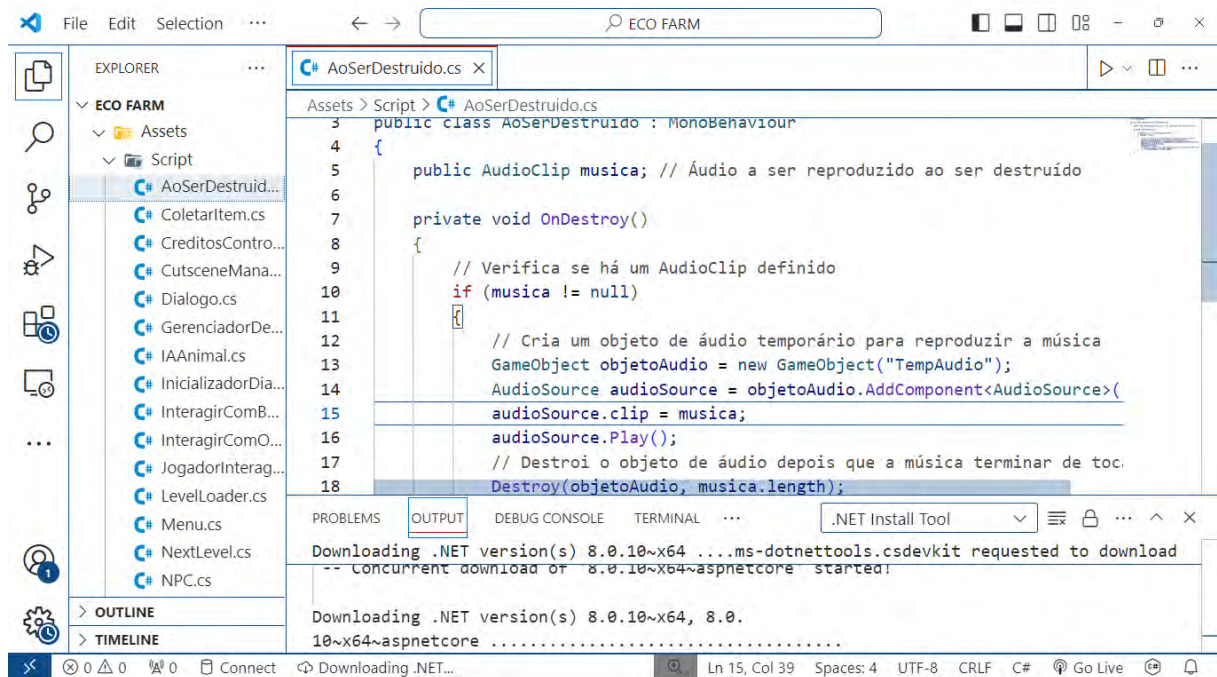 File Edit Selection ... ECO FARM
EXPLORER ...
ECO FARM
Assets
Script
C# AoSerDestruid...
C# ColetarItem.cs
C# CreditosContro...
C# CutsceneMana...
C# Dialogo.cs
C# GerenciadorDe...
C# IAAnimal.cs
C# InicializadorDia...
C# InteragirComB...
C# InteragirComO...
C# JogadorInterag...
C# LevelLoader.cs
C# Menu.cs
C# NextLevel.cs
C# NPC.cs
OUTLINE
TIMELINE
C# AoSerDestruido.cs
Assets > Script > C# AoSerDestruido.cs
3 public class AoSerDestruido : MonoBehaviour
4 {
5 public AudioClip musica; // Áudio a ser reproduzido ao ser destruído
6
7 private void OnDestroy()
8 {
9 // Verifica se há um AudioClip definido
10 if (musica != null)
11 {
12 // Cria um objeto de áudio temporário para reproduzir a música
13 GameObject objetoAudio = new GameObject("TempAudio");
14 AudioSource audioSource = objetoAudio.AddComponent<AudioSource>(
15 audioSource.clip = musica;
16 audioSource.Play();
17 // Destroi o objeto de áudio depois que a música terminar de toc
18 Destroy(objetoAudio, musica.length);
PROBLEMS OUTPUT DEBUG CONSOLE TERMINAL ... .NET Install Tool
Downloading .NET version(s) 8.0.10~x64 ....ms-dotnettools.csdevkit requested to download
-- Concurrent download of '8.0.10~x64~aspnetcore' started!
Downloading .NET version(s) 8.0.10~x64, 8.0.
10~x64~aspnetcore ....................................
1
0 0 0 Connect Downloading .NET... Ln 15, Col 39 Spaces: 4 UTF-8 CRLF C# Go Live